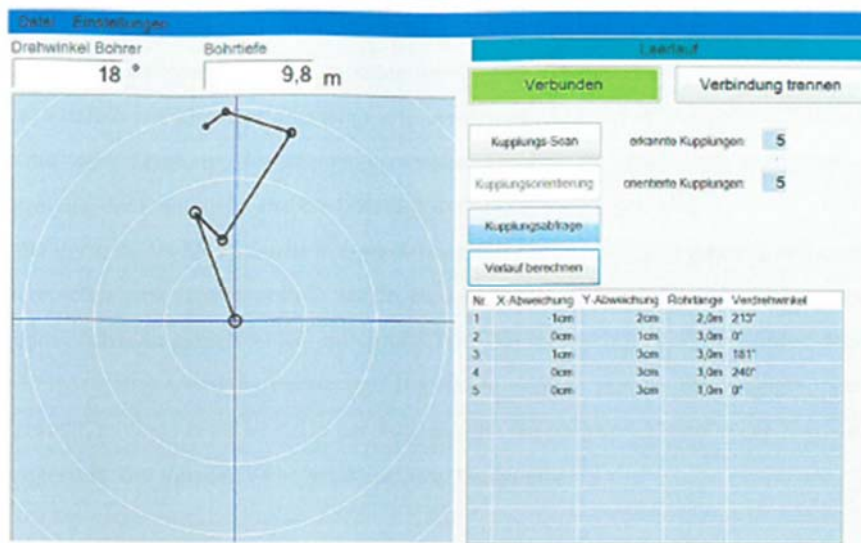 Datei Einstellungen
Drehwinkel Bohrer
18 °
Bohrtiefe
9,8 m
Leerlauf
Verbunden
Verbindung trennen
Kupplungs-Scan
erkannte Kupplungen: 5
Kupplungsorientierung
orientierte Kupplungen: 5
Kupplungsabfrage
Verlauf berechnen
Nr. X-Abweichung Y-Abweichung Rohrlänge Verdrehwinkel
1 -1cm 2cm 2,0m 213°
2 0cm 1cm 3,0m 0°
3 1cm 3cm 3,0m 181°
4 0cm 3cm 3,0m 240°
5 0cm 3cm 1,0m 0°